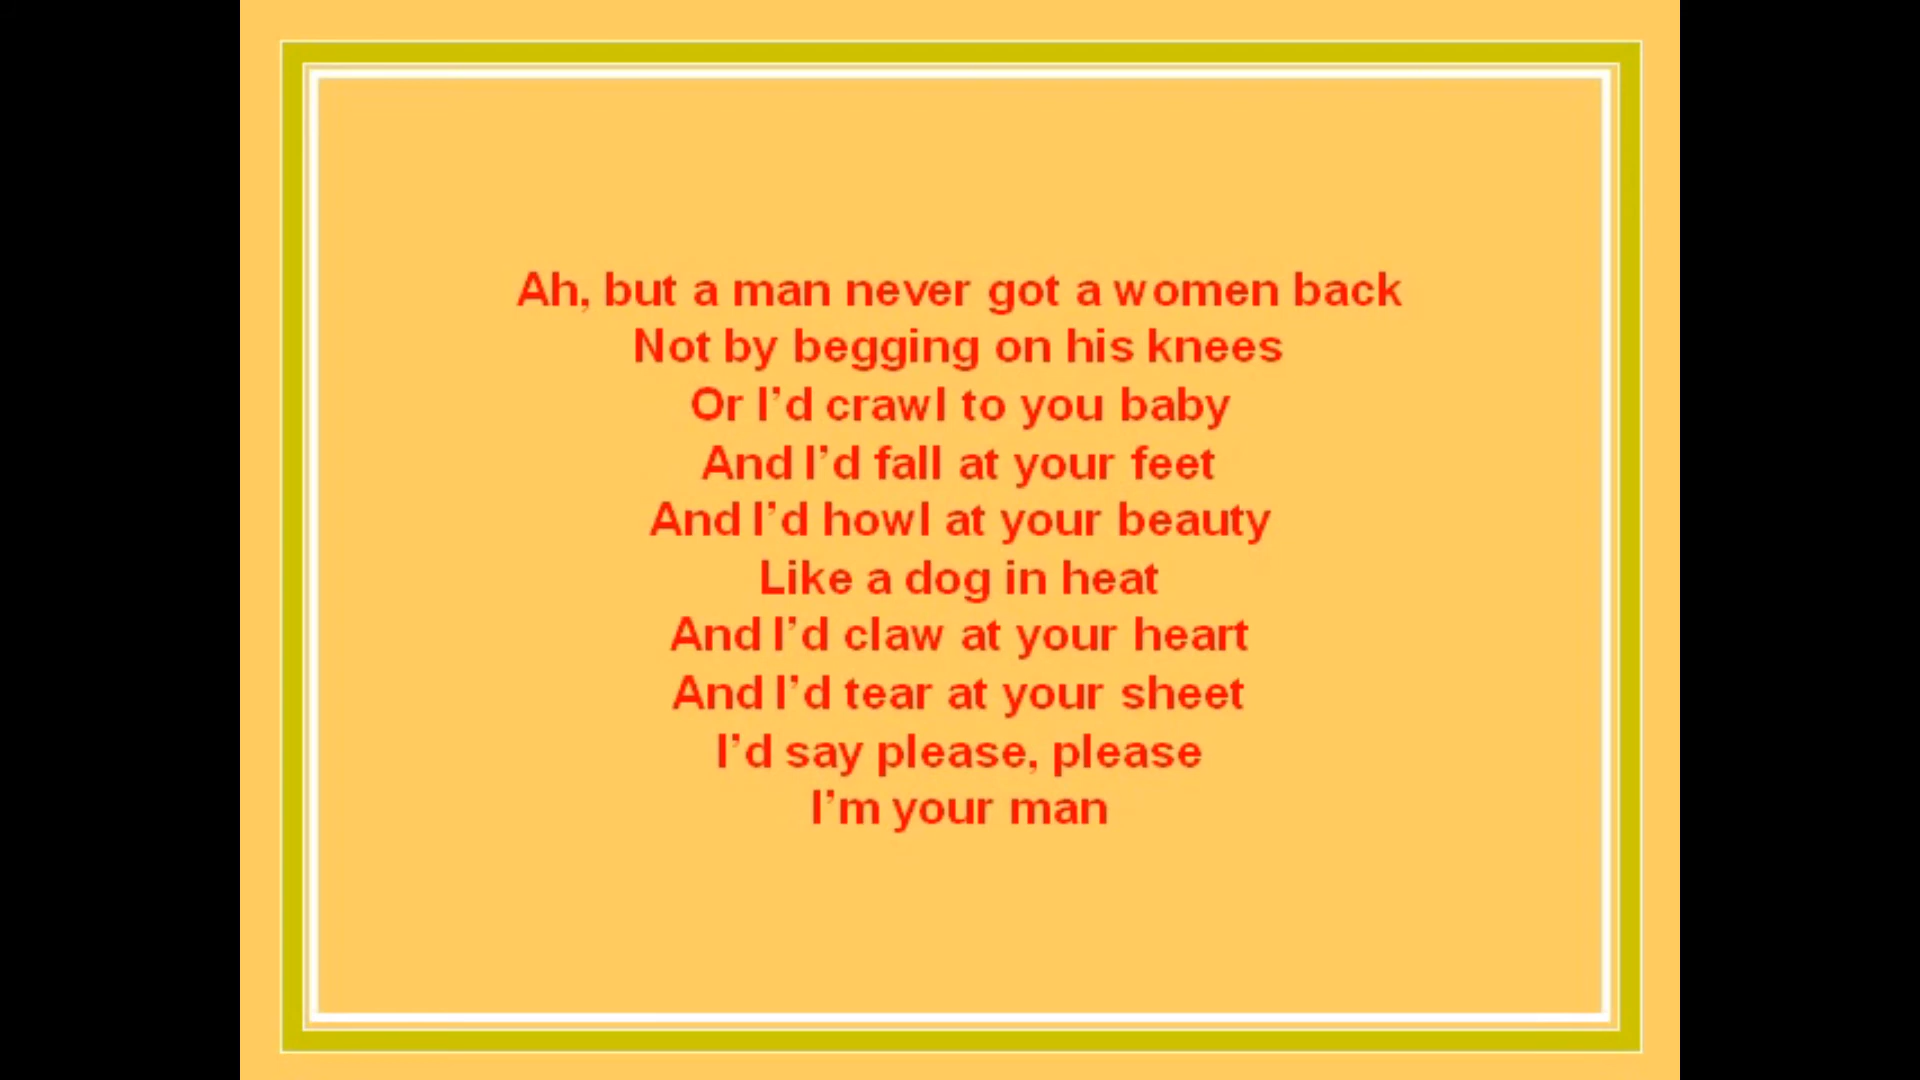 Ah, but a man never got a women back
Not by begging on his knees
Or I’d crawl to you baby
And I’d fall at your feet
And I’d howl at your beauty
Like a dog in heat
And I’d claw at your heart
And I’d tear at your sheet
I’d say please, please
I’m your man